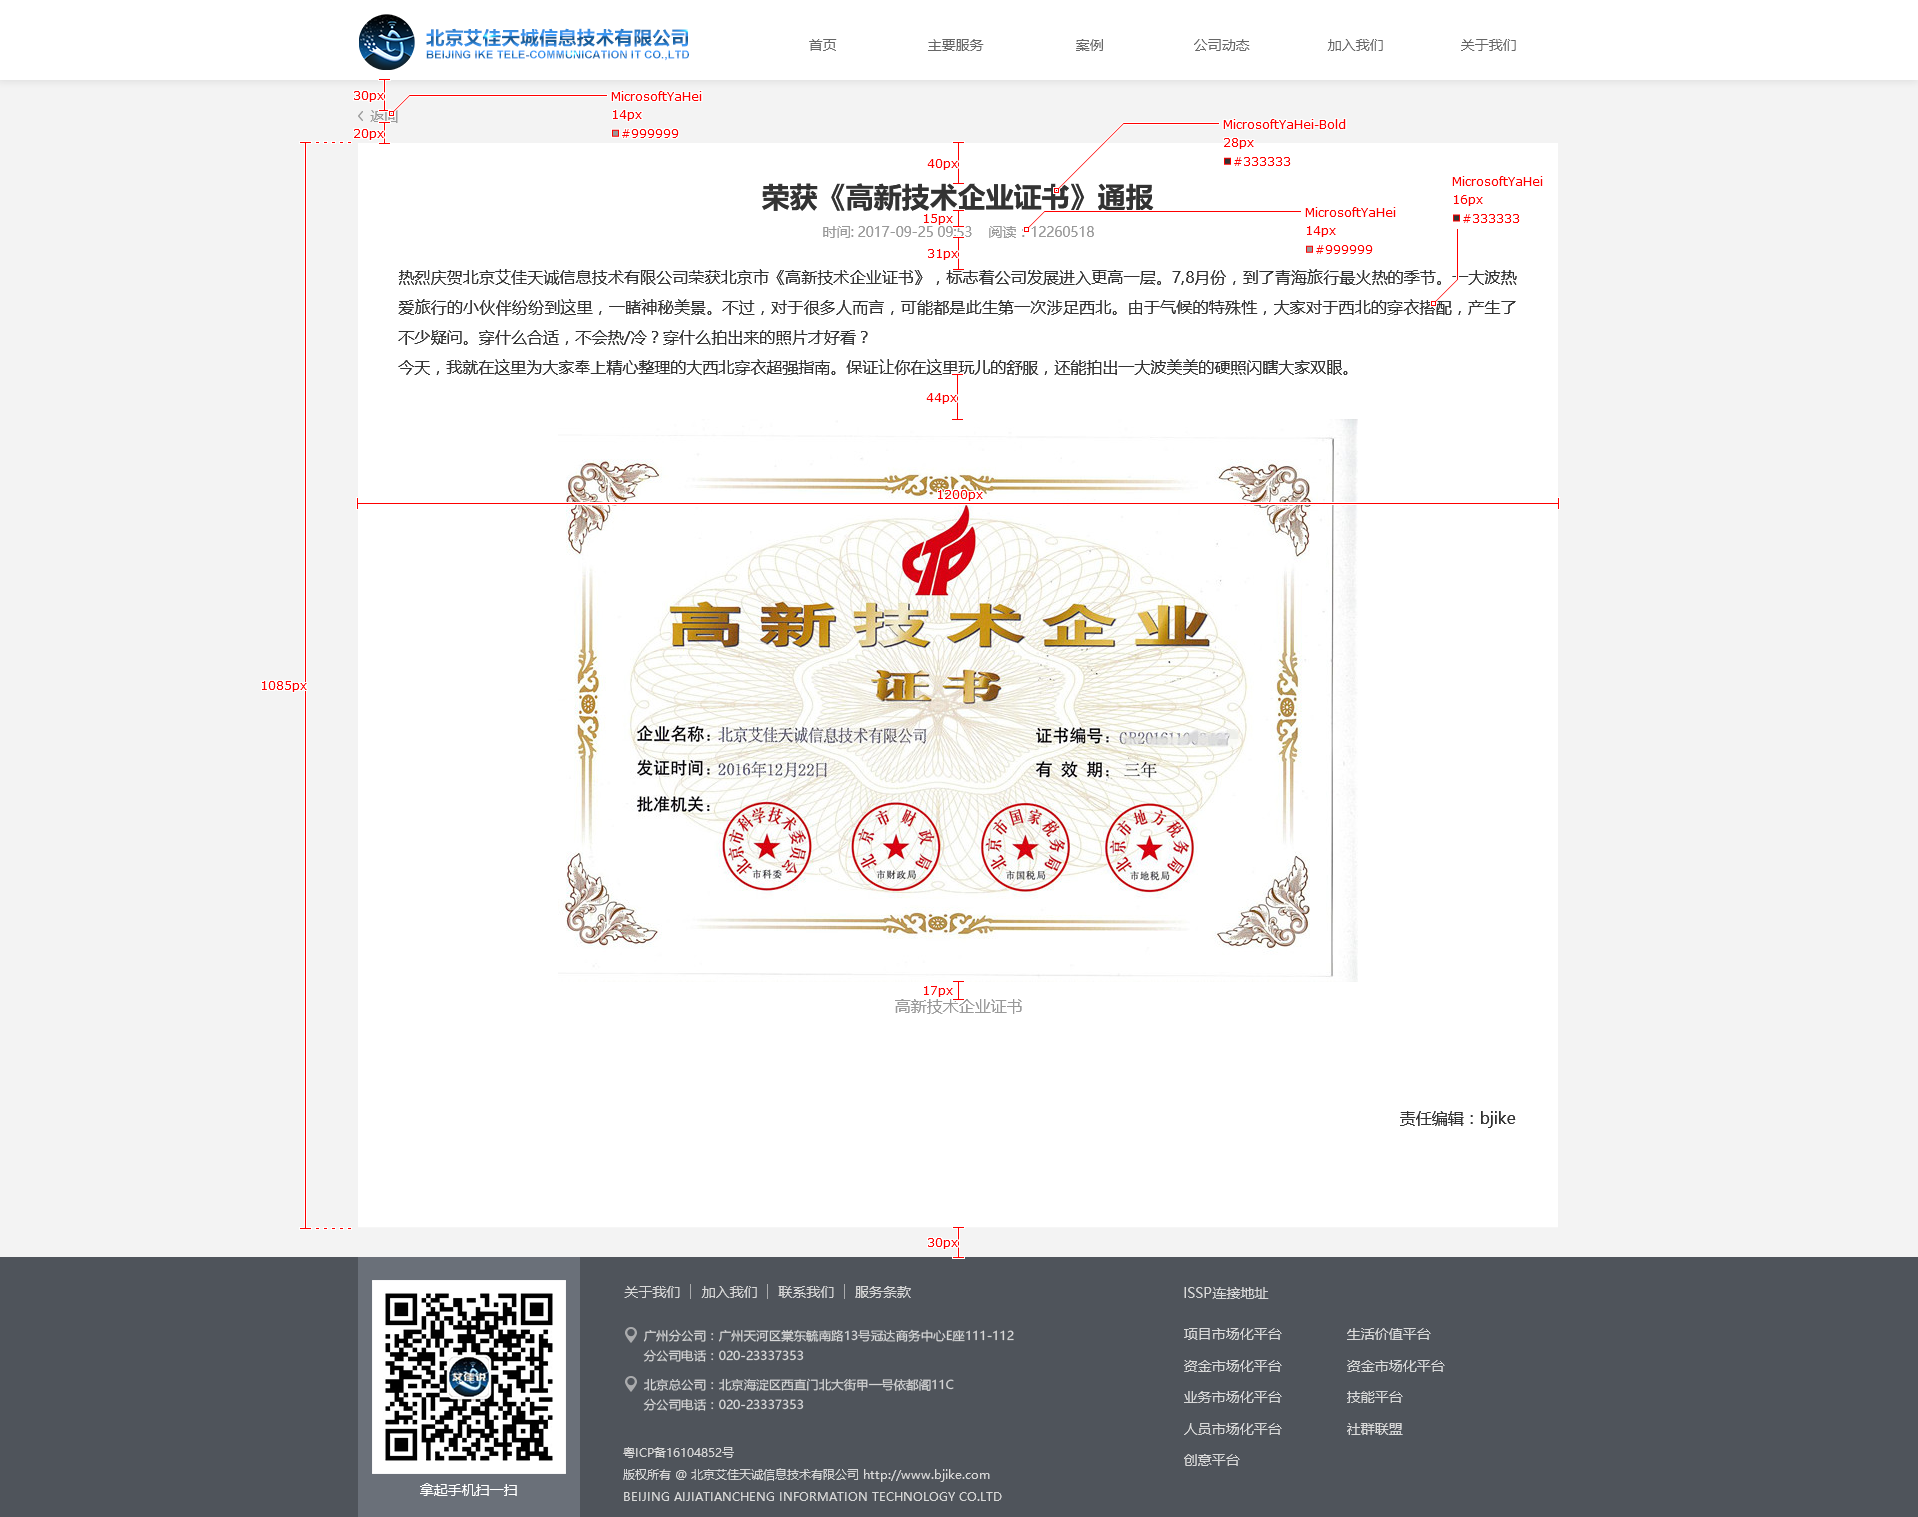 北京艾佳天诚信息技术有限公司
BEIJING IKE TELE-COMMUNICATION IT CO.,LTD
首页
主要服务
案例
公司动态
加入我们
关于我们
30px
MicrosoftYaHei
14px
#999999
返回
20px
MicrosoftYaHei-Bold
28px
#333333
40px
MicrosoftYaHei
16px
#333333
荣获《高新技术企业证书》通报
15px
MicrosoftYaHei
14px
#999999
时间: 2017-09-25 09:53 阅读：12260518
31px
热烈庆贺北京艾佳天诚信息技术有限公司荣获北京市《高新技术企业证书》，标志着公司发展进入更高一层。7,8月份，到了青海旅行最火热的季节。一大波热
爱旅行的小伙伴纷纷到这里，一睹神秘美景。不过，对于很多人而言，可能都是此生第一次涉足西北。由于气候的特殊性，大家对于西北的穿衣搭配，产生了
不少疑问。穿什么合适，不会热/冷？穿什么拍出来的照片才好看？
今天，我就在这里为大家奉上精心整理的大西北穿衣超强指南。保证让你在这里玩儿的舒服，还能拍出一大波美美的硬照闪瞎大家双眼。
44px
1200px
高新技术企业
证书
1085px
企业名称：北京艾佳天诚信息技术有限公司
证书编号：
发证时间：2016年12月22日
有 效 期：三年
批准机关：
北京市科学技术委员会
市科委
北京市财政局
市财政局
北京市国家税务局
市国税局
北京市地方税务局
市地税局
17px
高新技术企业证书
责任编辑：bjike
30px
关于我们
加入我们
联系我们
服务条款
广州分公司：广州天河区棠东毓南路13号冠达商务中心E座111-112
分公司电话：020-23337353
北京总公司：北京海淀区西直门北大街甲一号依都阁11C
分公司电话：020-23337353
粤ICP备16104852号
版权所有 @ 北京艾佳天诚信息技术有限公司 http://www.bjike.com
BEIJING AIJIATIANCHENG INFORMATION TECHNOLOGY CO.LTD
艾佳讯
拿起手机扫一扫
ISSP连接地址
项目市场化平台
生活价值平台
资金市场化平台
资金市场化平台
业务市场化平台
技能平台
人员市场化平台
社群联盟
创意平台